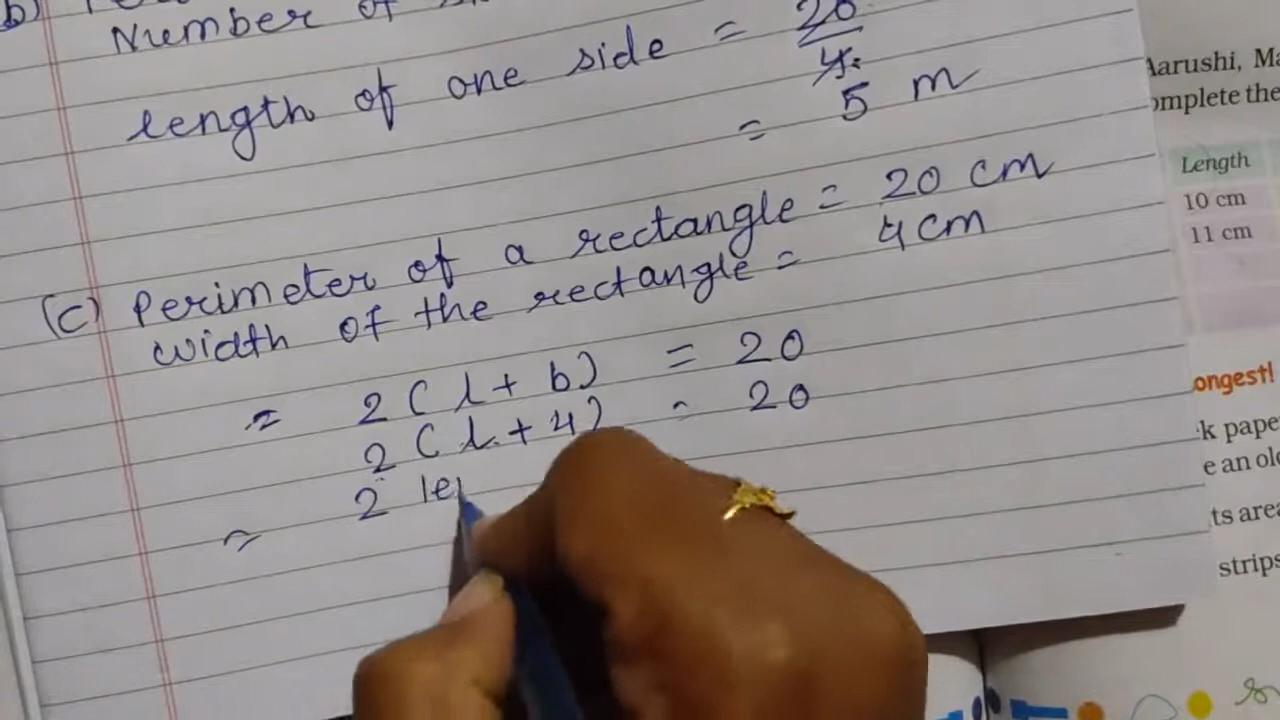 b)
Number of
length of one side = 20/4
= 5 m
(c) Perimeter of a rectangle = 20 cm
width of the rectangle = 4 cm
= 2 ( l + b ) = 20
2 ( l + 4 ) = 20
= 2 le
Aarushi, Ma
omplete the
Length
10 cm
11 cm
ongest!
k pape
e an old
ts area
strips